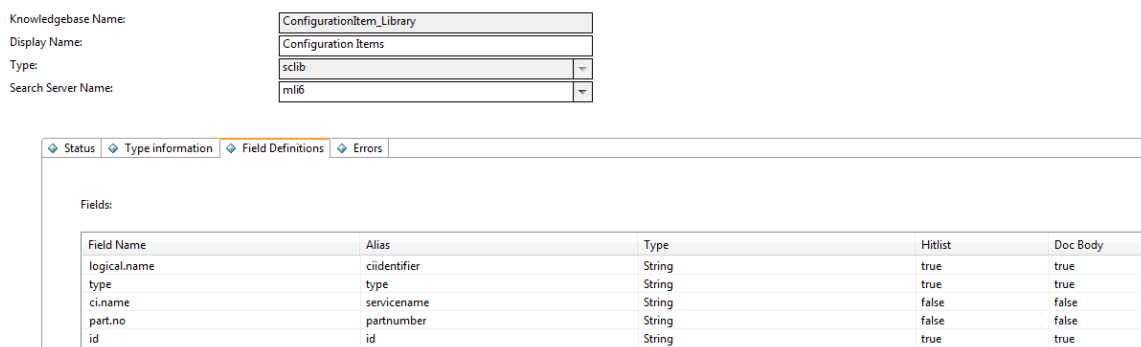 Knowledgebase Name: ConfigurationItem_Library
Display Name: Configuration Items
Type: sclib
Search Server Name: mli6
Status Type information Field Definitions Errors
Fields:
Field Name Alias Type Hitlist Doc Body
logical.name ciidentifier String true true
type type String true true
ci.name servicename String false false
part.no partnumber String false false
id id String true true